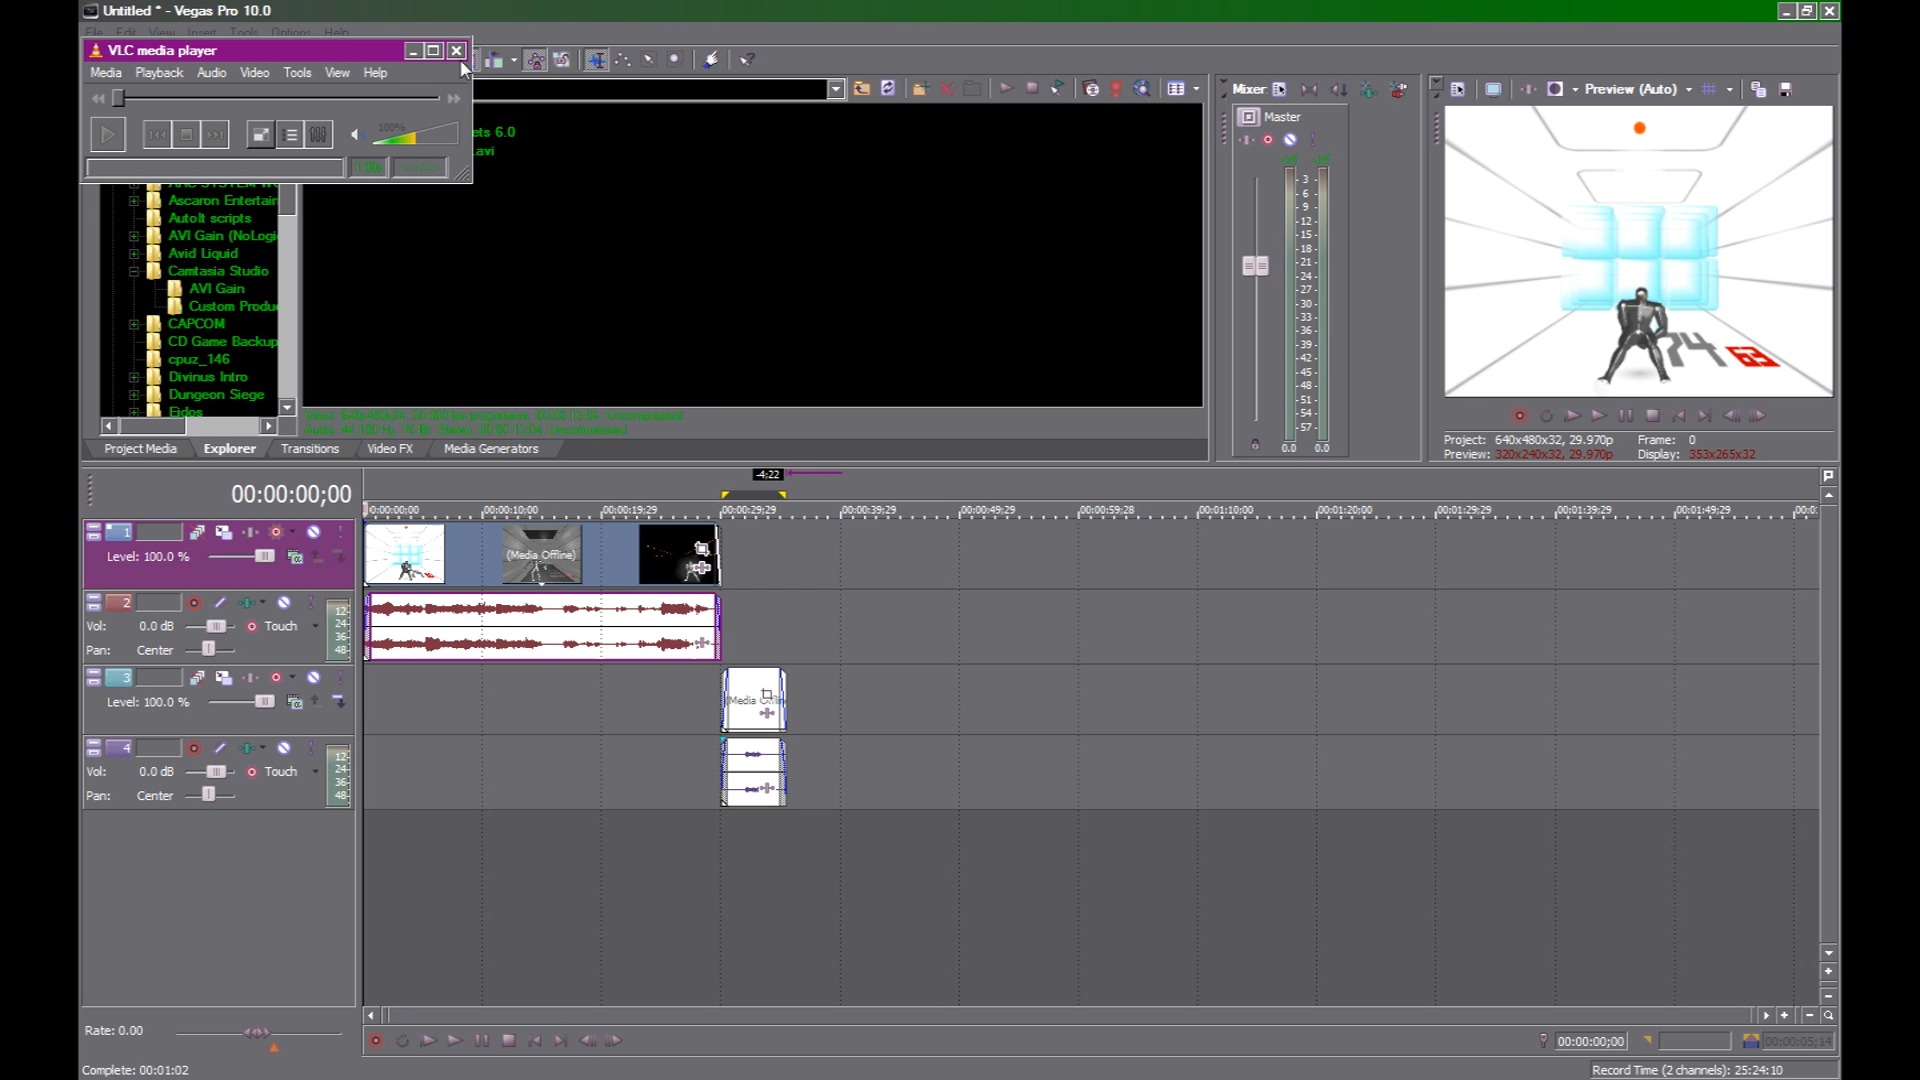 Untitled * - Vegas Pro 10.0
File Edit View Insert Tools Options Help
VLC media player
Media Playback Audio Video Tools View Help
100%
1.00x
ets 6.0
.avi
Ascaron Entertain
AutoIt scripts
AVI Gain (NoLogi
Avid Liquid
Camtasia Studio
AVI Gain
Custom Produ
CAPCOM
CD Game Backup
cpuz_146
Divinus Intro
Dungeon Siege
Eidos
Project Media Explorer Transitions Video FX Media Generators
Mixer
Master
-Inf. -Inf.
3
6
9
12
15
18
21
24
27
30
33
36
39
42
45
48
51
54
57
0.0 0.0
Preview (Auto)
74 63
Project: 640x480x32, 29.970p Frame: 0
Preview: 320x240x32, 29.970p Display: 353x265x32
-4;22
00:00:00;00
00:00:00 00:00:10;00 00:00:19;29 00:00:29;29 00:00:39;29 00:00:49;29 00:00:59;28 00:01:10;00 00:01:20;00 00:01:29;29 00:01:39;29 00:01:49;29 00:0
1
Level: 100.0 %
(Media Offline)
2
Vol: 0.0 dB Touch
Pan: Center
12
24
36
48
3
Level: 100.0 %
(Media Offlin
4
Vol: 0.0 dB Touch
Pan: Center
12
24
36
48
Rate: 0.00
00:00:00;00 00:00:05;14
Complete: 00:01:02
Record Time (2 channels): 25:24:10